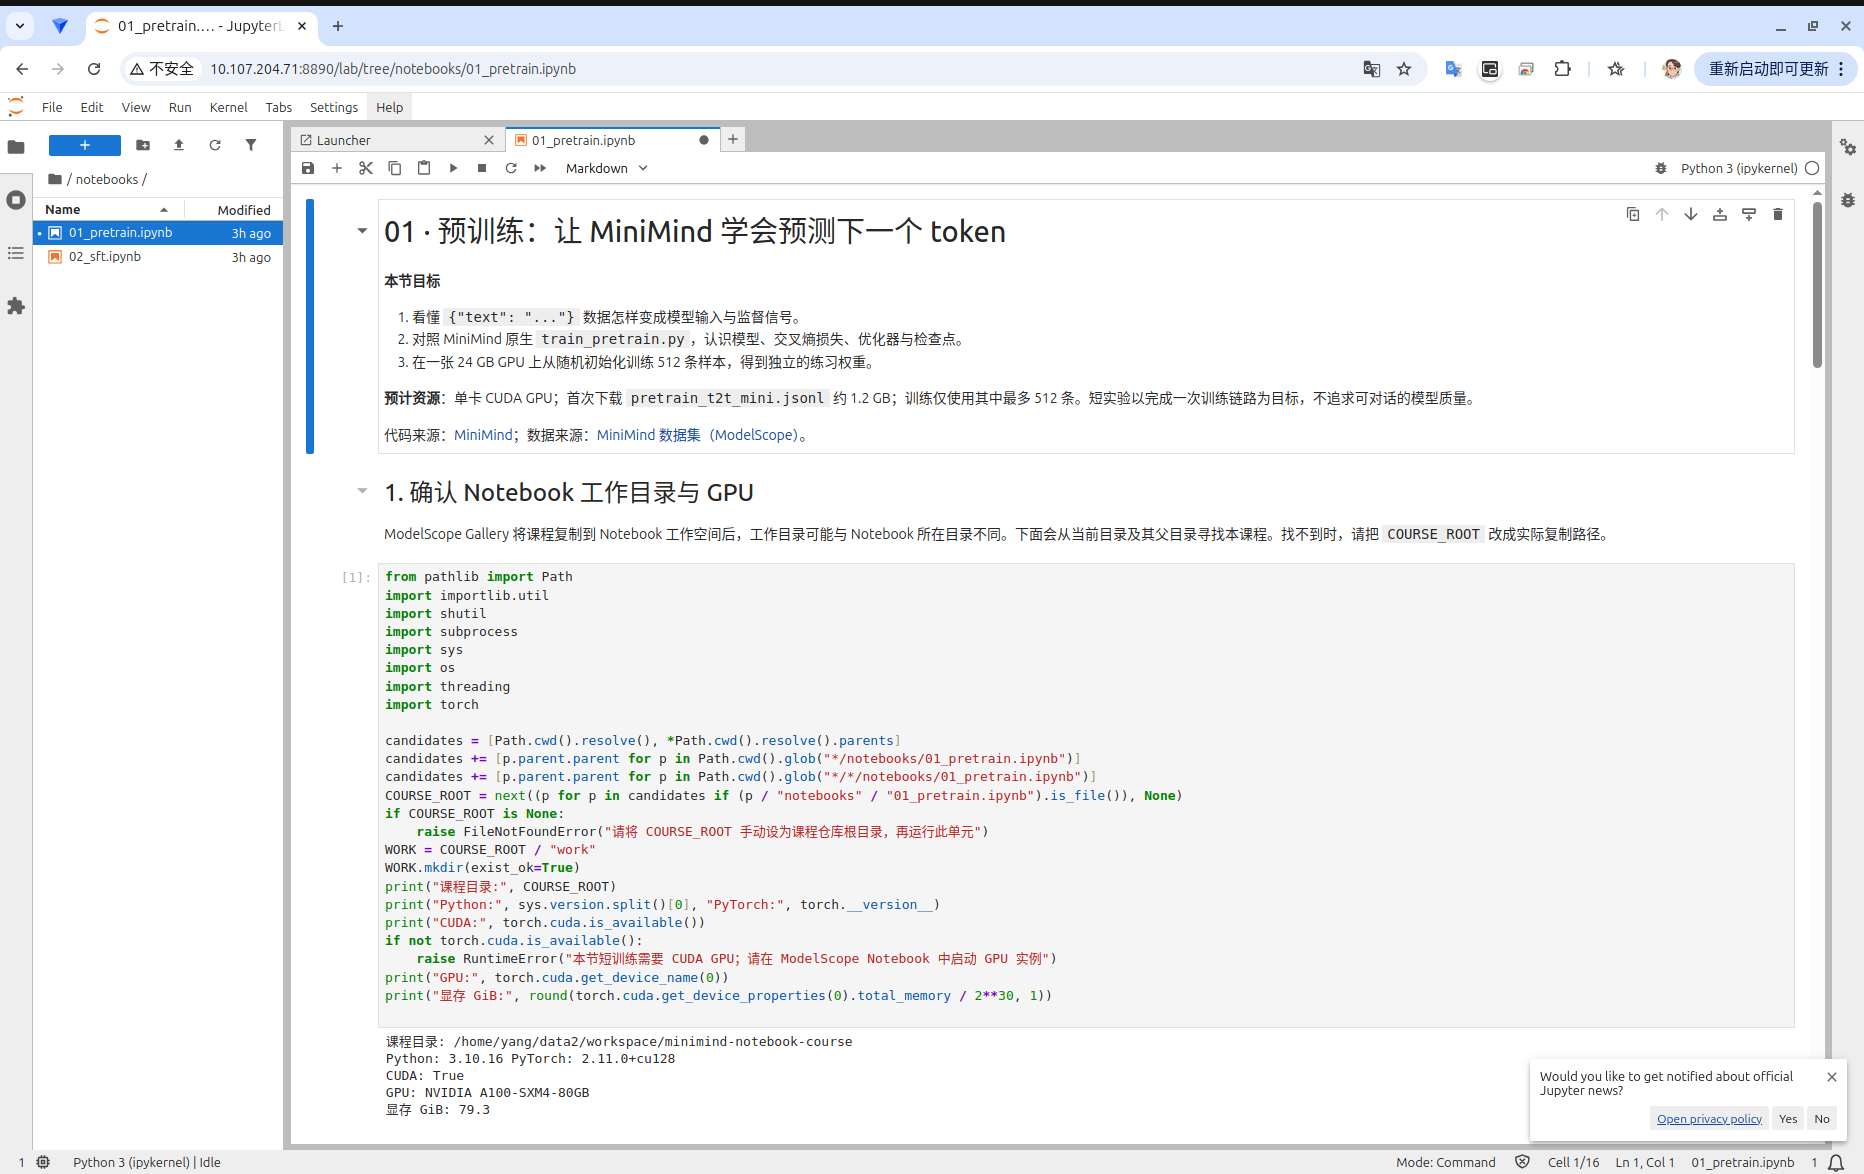 01_pretrain.... - JupyterL
不安全
10.107.204.71:8890/lab/tree/notebooks/01_pretrain.ipynb
重新启动即可更新
File Edit View Run Kernel Tabs Settings Help
Launcher
01_pretrain.ipynb
Markdown
Python 3 (ipykernel)
/ notebooks /
Name Modified
01_pretrain.ipynb 3h ago
02_sft.ipynb 3h ago
01 · 预训练：让 MiniMind 学会预测下一个 token
本节目标
1. 看懂 {"text": "..."} 数据怎样变成模型输入与监督信号。
2. 对照 MiniMind 原生 train_pretrain.py，认识模型、交叉熵损失、优化器与检查点。
3. 在一张 24 GB GPU 上从随机初始化训练 512 条样本，得到独立的练习权重。
预计资源：单卡 CUDA GPU；首次下载 pretrain_t2t_mini.jsonl 约 1.2 GB；训练仅使用其中最多 512 条。短实验以完成一次训练链路为目标，不追求可对话的模型质量。
代码来源：MiniMind；数据来源：MiniMind 数据集（ModelScope）。
1. 确认 Notebook 工作目录与 GPU
ModelScope Gallery 将课程复制到 Notebook 工作空间后，工作目录可能与 Notebook 所在目录不同。下面会从当前目录及其父目录寻找本课程。找不到时，请把 COURSE_ROOT 改成实际复制路径。
[1]:
from pathlib import Path
import importlib.util
import shutil
import subprocess
import sys
import os
import threading
import torch
candidates = [Path.cwd().resolve(), *Path.cwd().resolve().parents]
candidates += [p.parent.parent for p in Path.cwd().glob("*/notebooks/01_pretrain.ipynb")]
candidates += [p.parent.parent for p in Path.cwd().glob("*/*/notebooks/01_pretrain.ipynb")]
COURSE_ROOT = next((p for p in candidates if (p / "notebooks" / "01_pretrain.ipynb").is_file()), None)
if COURSE_ROOT is None:
    raise FileNotFoundError("请将 COURSE_ROOT 手动设为课程仓库根目录，再运行此单元")
WORK = COURSE_ROOT / "work"
WORK.mkdir(exist_ok=True)
print("课程目录:", COURSE_ROOT)
print("Python:", sys.version.split()[0], "PyTorch:", torch.__version__)
print("CUDA:", torch.cuda.is_available())
if not torch.cuda.is_available():
    raise RuntimeError("本节短训练需要 CUDA GPU；请在 ModelScope Notebook 中启动 GPU 实例")
print("GPU:", torch.cuda.get_device_name(0))
print("显存 GiB:", round(torch.cuda.get_device_properties(0).total_memory / 2**30, 1))
课程目录: /home/yang/data2/workspace/minimind-notebook-course
Python: 3.10.16 PyTorch: 2.11.0+cu128
CUDA: True
GPU: NVIDIA A100-SXM4-80GB
显存 GiB: 79.3
Would you like to get notified about official
Jupyter news?
Open privacy policy Yes No
1 Python 3 (ipykernel) | Idle
Mode: Command Cell 1/16 Ln 1, Col 1 01_pretrain.ipynb 1